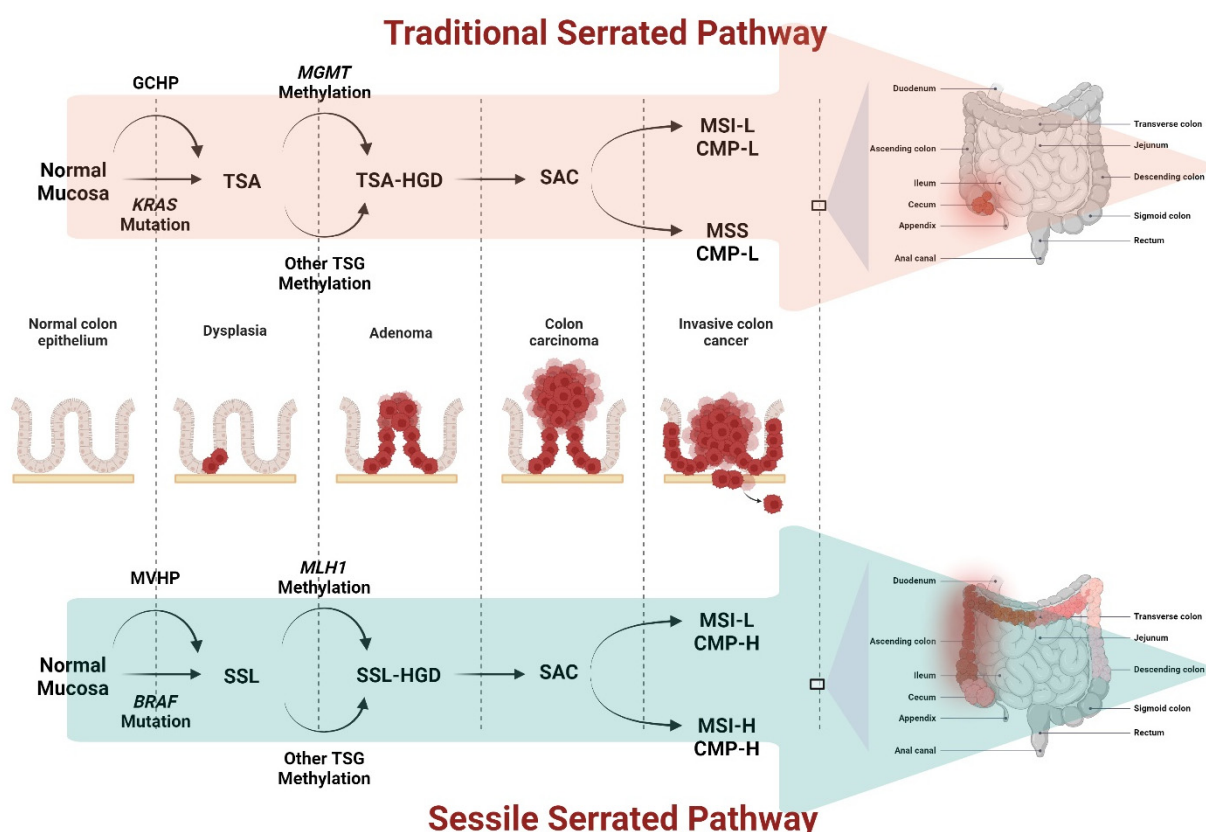 Traditional Serrated Pathway
GCHP
MGMT
Methylation
Normal
Mucosa
KRAS
Mutation
TSA
TSA-HGD
Other TSG
Methylation
SAC
MSI-L
CMP-L
MSS
CMP-L
Duodenum
Transverse colon
Ascending colon
Jejunum
Ileum
Descending colon
Cecum
Sigmoid colon
Appendix
Rectum
Anal canal
Normal colon
epithelium
Dysplasia
Adenoma
Colon
carcinoma
Invasive colon
cancer
MVHP
MLH1
Methylation
Normal
Mucosa
BRAF
Mutation
SSL
SSL-HGD
Other TSG
Methylation
SAC
MSI-L
CMP-H
MSI-H
CMP-H
Duodenum
Transverse colon
Ascending colon
Jejunum
Ileum
Descending colon
Cecum
Sigmoid colon
Appendix
Rectum
Anal canal
Sessile Serrated Pathway